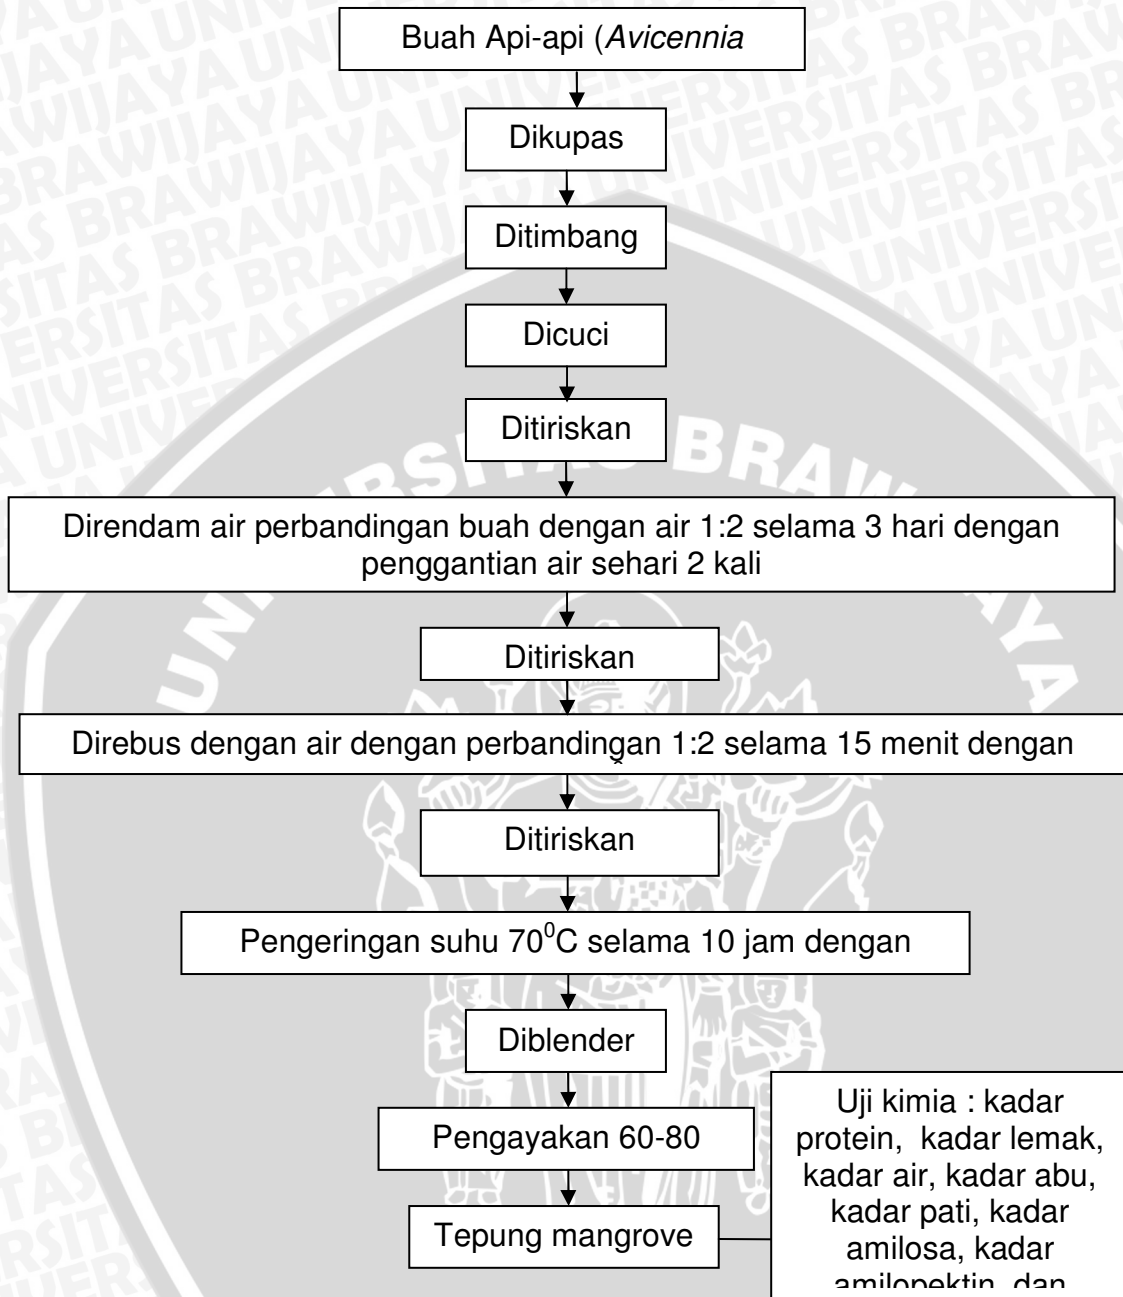 Buah Api-api (Avicennia
Dikupas
Ditimbang
Dicuci
Ditiriskan
Direndam air perbandingan buah dengan air 1:2 selama 3 hari dengan
penggantian air sehari 2 kali
Ditiriskan
Direbus dengan air dengan perbandingan 1:2 selama 15 menit dengan
Ditiriskan
Pengeringan suhu 70⁰C selama 10 jam dengan
Diblender
Pengayakan 60-80
Tepung mangrove
Uji kimia : kadar
protein, kadar lemak,
kadar air, kadar abu,
kadar pati, kadar
amilosa, kadar
amilopektin, dan